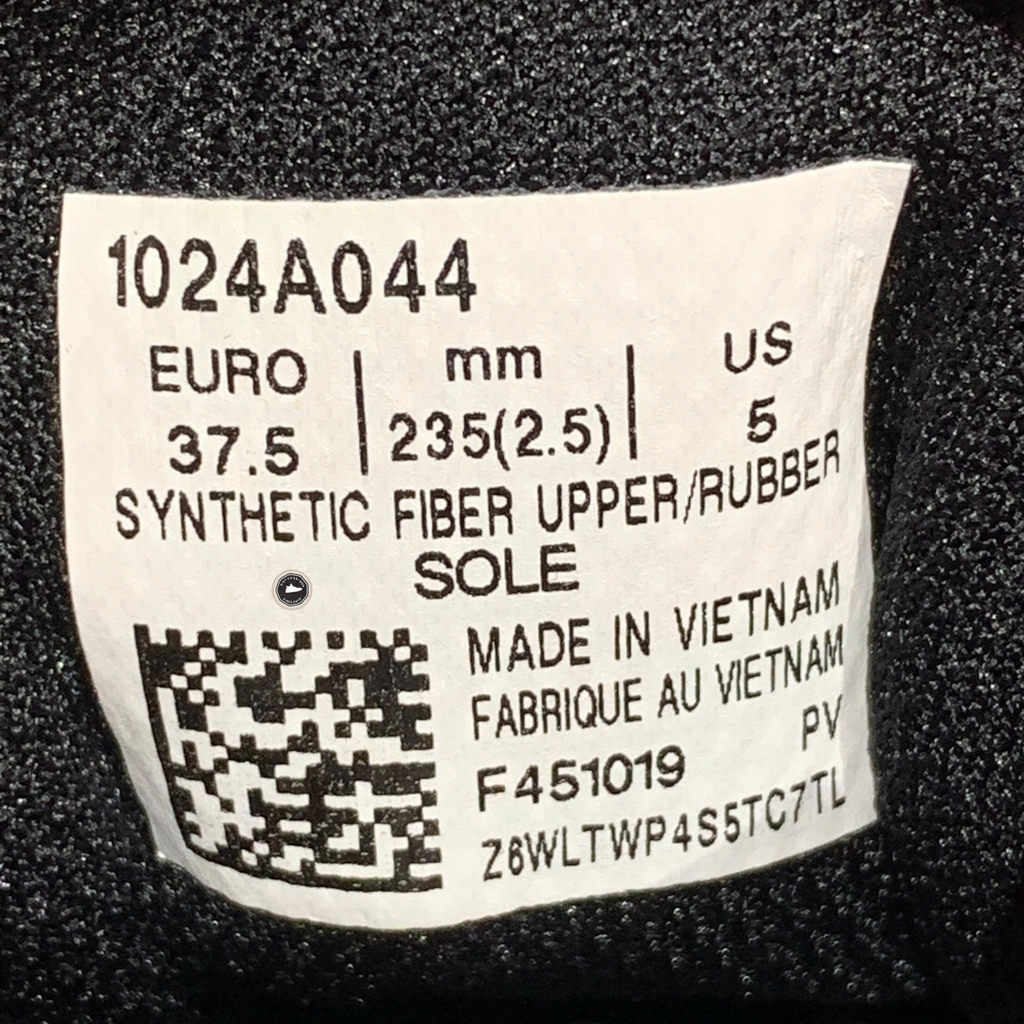 1024A044
EURO | mm | US
37.5 | 235(2.5) | 5
SYNTHETIC FIBER UPPER/RUBBER
SOLE
MADE IN VIETNAM
FABRIQUE AU VIETNAM
PV
F451019
Z6WLTWP4S5TC7TL